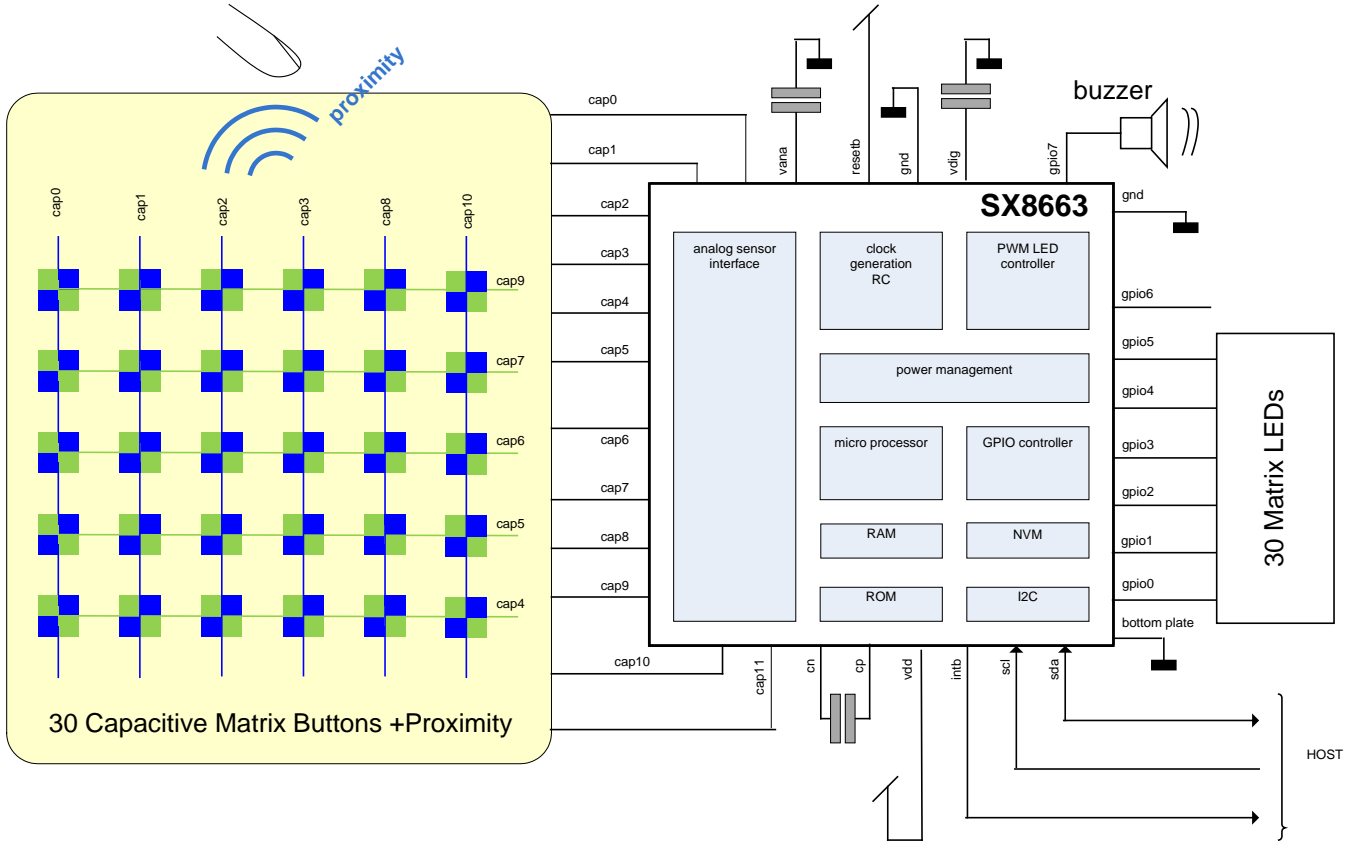 proximity
cap0
cap1
cap2
cap3
cap8
cap10
cap9
cap7
cap6
cap5
cap4
30 Capacitive Matrix Buttons +Proximity
cap0
cap1
cap2
cap3
cap4
cap5
cap6
cap7
cap8
cap9
cap10
cap11
vana
resetb
gnd
vdig
gpio7
buzzer
SX8663
analog sensor
interface
clock
generation
RC
PWM LED
controller
power management
micro processor
GPIO controller
RAM
NVM
ROM
I2C
gnd
gpio6
gpio5
gpio4
gpio3
gpio2
gpio1
gpio0
bottom plate
30 Matrix LEDs
cn
cp
vdd
intb
scl
sda
HOST